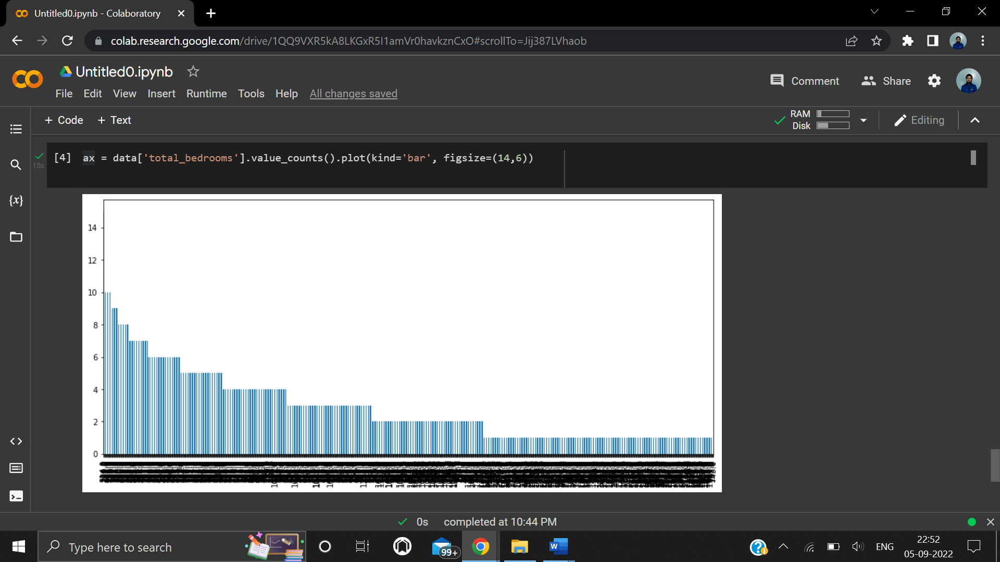 Untitled0.ipynb - Colaboratory
colab.research.google.com/drive/1QQ9VXR5kA8LKGxR5I1amVr0havkznCxO#scrollTo=Jij387LVhaob
Untitled0.ipynb
File Edit View Insert Runtime Tools Help All changes saved
Comment Share
+ Code + Text
RAM
Disk
Editing
[4] ax = data['total_bedrooms'].value_counts().plot(kind='bar', figsize=(14,6))
15s
{x}
14
12
10
8
6
4
2
0
0s completed at 10:44 PM
Type here to search
99+
W
ENG
22:52
05-09-2022